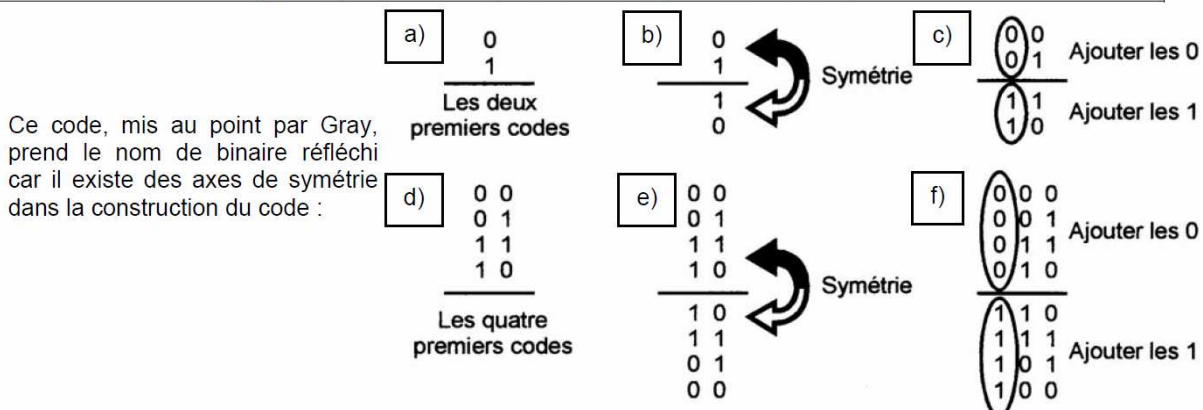 Ce code, mis au point par Gray,
prend le nom de binaire réfléchi
car il existe des axes de symétrie
dans la construction du code :
a)
0
1
Les deux
premiers codes
b)
0
1
1
0
Symétrie
c)
0 0
0 1
Ajouter les 0
1 1
1 0
Ajouter les 1
d)
0 0
0 1
1 1
1 0
Les quatre
premiers codes
e)
0 0
0 1
1 1
1 0
1 0
1 1
0 1
0 0
Symétrie
f)
0 0 0
0 0 1
0 1 1
0 1 0
Ajouter les 0
1 1 0
1 1 1
1 0 1
1 0 0
Ajouter les 1